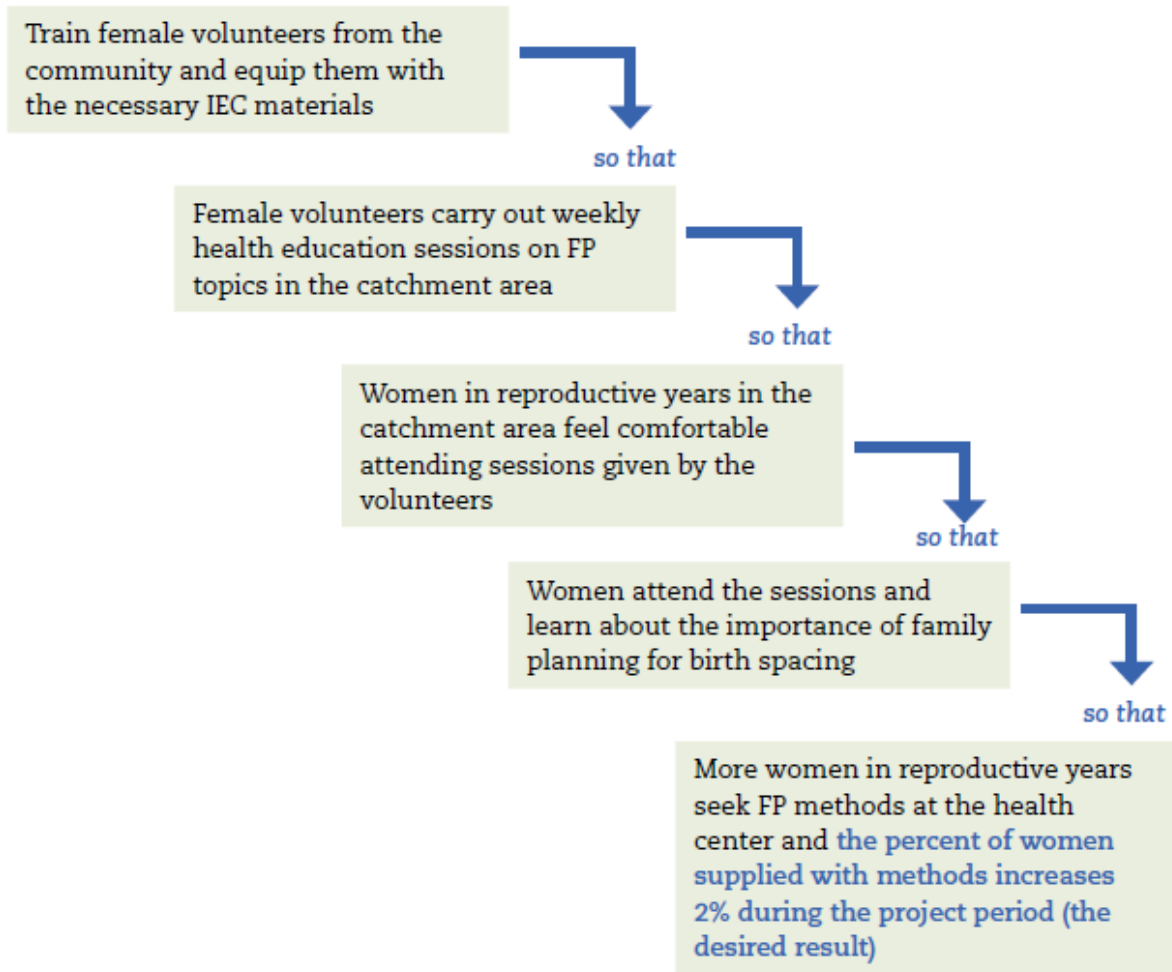 Train female volunteers from the
community and equip them with
the necessary IEC materials
so that
Female volunteers carry out weekly
health education sessions on FP
topics in the catchment area
so that
Women in reproductive years in the
catchment area feel comfortable
attending sessions given by the
volunteers
so that
Women attend the sessions and
learn about the importance of family
planning for birth spacing
so that
More women in reproductive years
seek FP methods at the health
center and the percent of women
supplied with methods increases
2% during the project period (the
desired result)